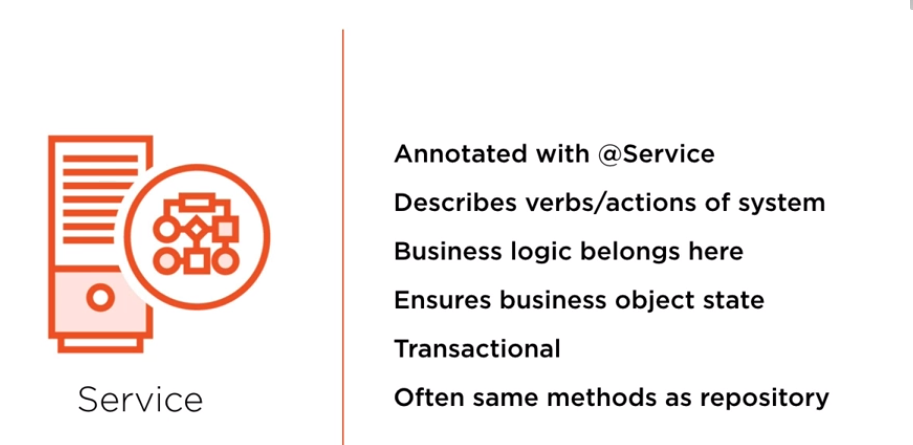 Annotated with @Service
Describes verbs/actions of system
Business logic belongs here
Ensures business object state
Transactional
Often same methods as repository
Service